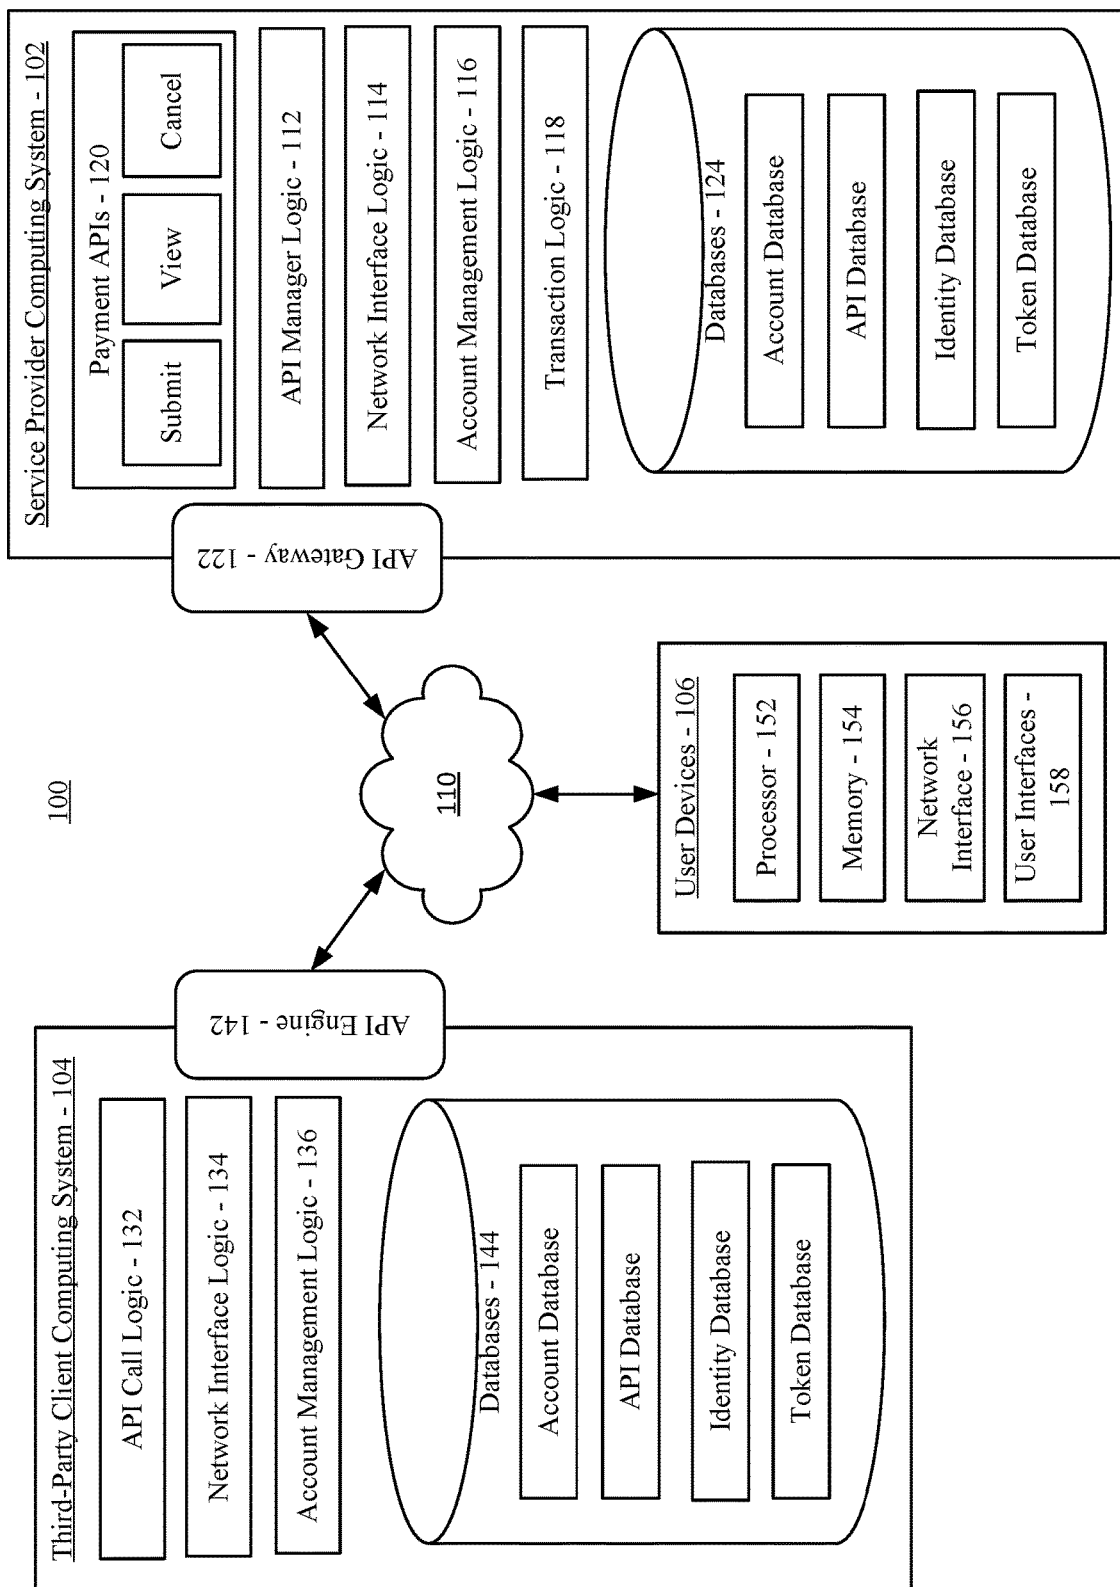 100
Third-Party Client Computing System - 104
API Call Logic - 132
Network Interface Logic - 134
Account Management Logic - 136
Databases - 144
Account Database
API Database
Identity Database
Token Database
API Engine - 142
110
User Devices - 106
Processor - 152
Memory - 154
Network
Interface - 156
User Interfaces -
158
API Gateway - 122
Service Provider Computing System - 102
Payment APIs - 120
Submit
View
Cancel
API Manager Logic - 112
Network Interface Logic - 114
Account Management Logic - 116
Transaction Logic - 118
Databases - 124
Account Database
API Database
Identity Database
Token Database